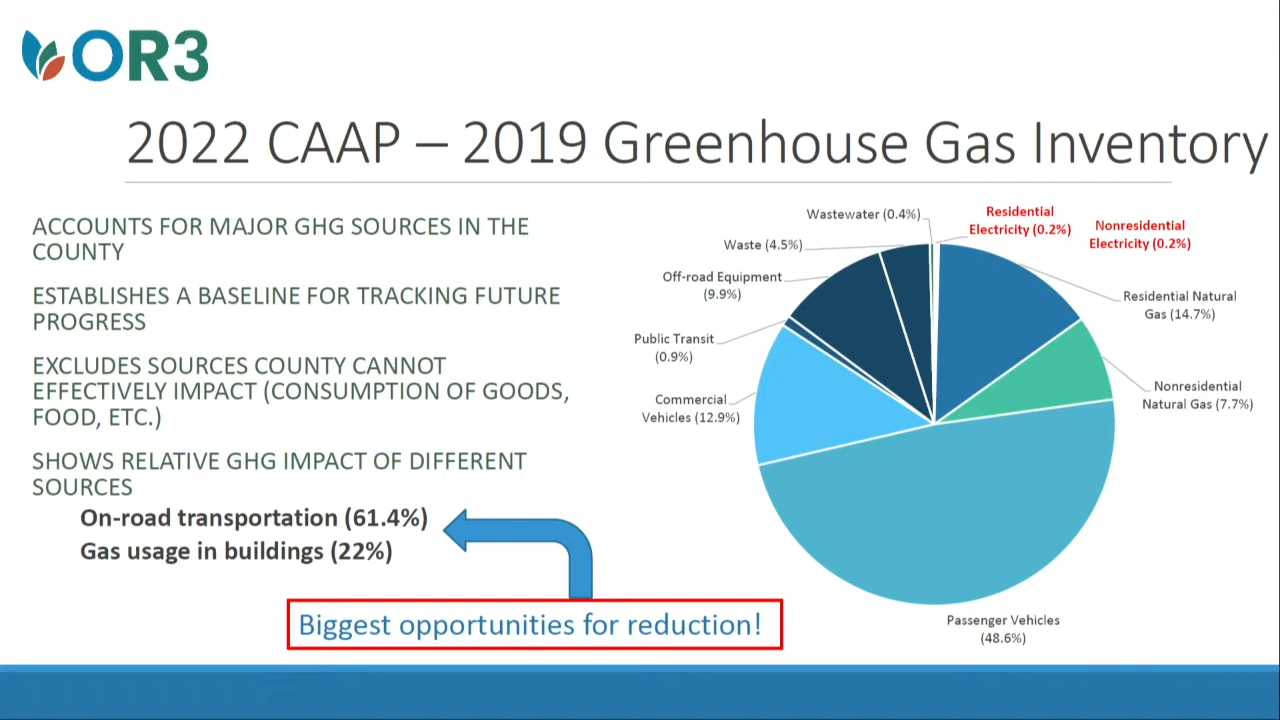 OR3
2022 CAAP – 2019 Greenhouse Gas Inventory
ACCOUNTS FOR MAJOR GHG SOURCES IN THE
COUNTY
ESTABLISHES A BASELINE FOR TRACKING FUTURE
PROGRESS
EXCLUDES SOURCES COUNTY CANNOT
EFFECTIVELY IMPACT (CONSUMPTION OF GOODS,
FOOD, ETC.)
SHOWS RELATIVE GHG IMPACT OF DIFFERENT
SOURCES
On-road transportation (61.4%)
Gas usage in buildings (22%)
Biggest opportunities for reduction!
Wastewater (0.4%)
Residential
Electricity (0.2%)
Nonresidential
Electricity (0.2%)
Waste (4.5%)
Off-road Equipment
(9.9%)
Residential Natural
Gas (14.7%)
Public Transit
(0.9%)
Nonresidential
Natural Gas (7.7%)
Commercial
Vehicles (12.9%)
Passenger Vehicles
(48.6%)